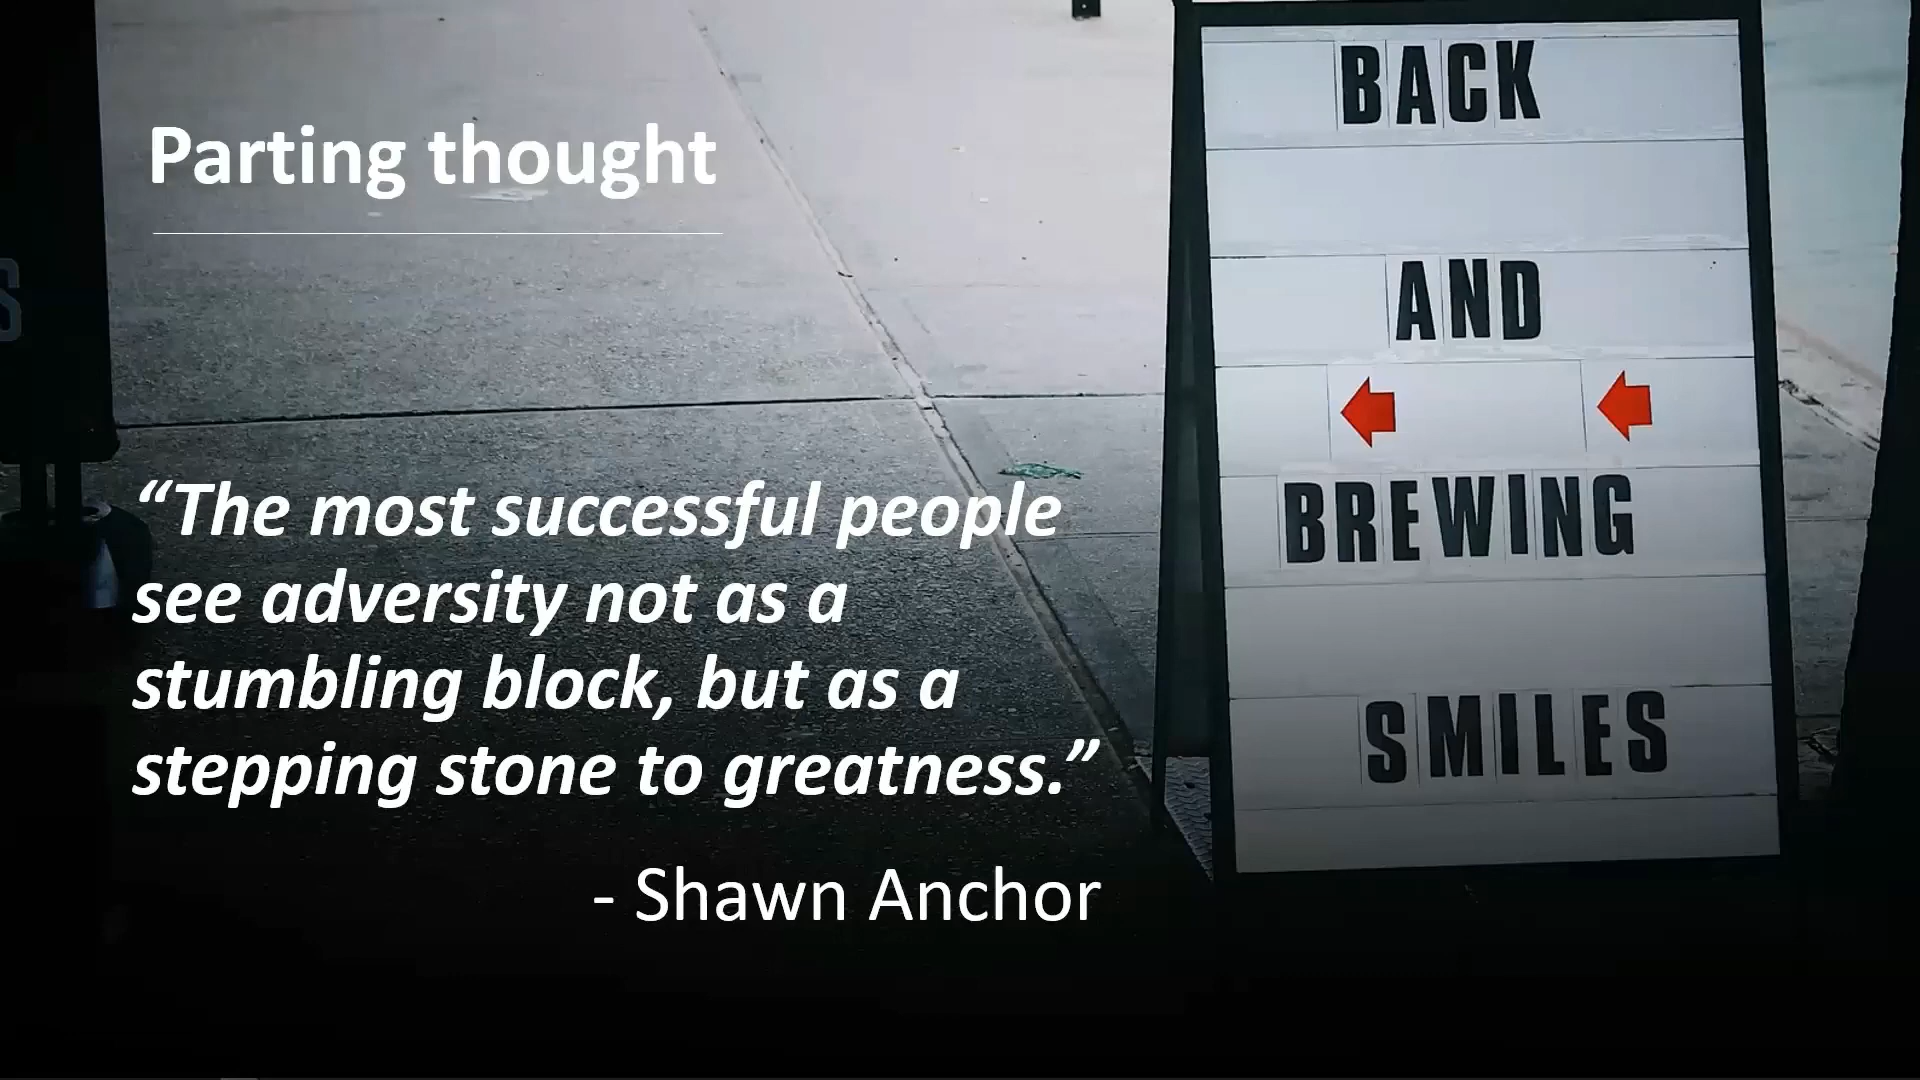 Parting thought
“The most successful people
see adversity not as a
stumbling block, but as a
stepping stone to greatness.”
- Shawn Anchor
BACK
AND
BREWING
SMILES
S